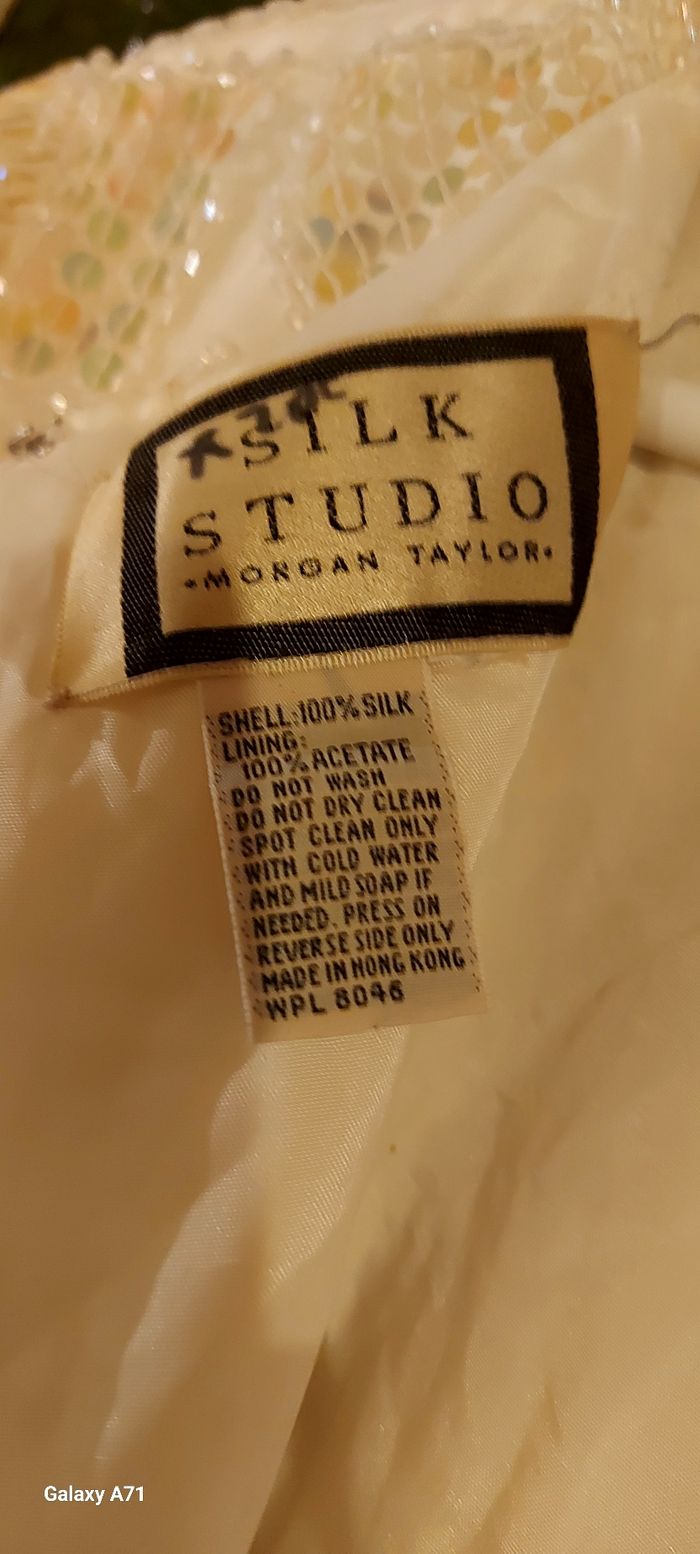 SILK
STUDIO
•MORGAN TAYLOR•
SHELL:100%SILK
LINING:
100%ACETATE
DO NOT WASH
DO NOT DRY CLEAN
SPOT CLEAN ONLY
WITH COLD WATER
AND MILD SOAP IF
NEEDED. PRESS ON
REVERSE SIDE ONLY
MADE IN HONG KONG
WPL 8046
Galaxy A71